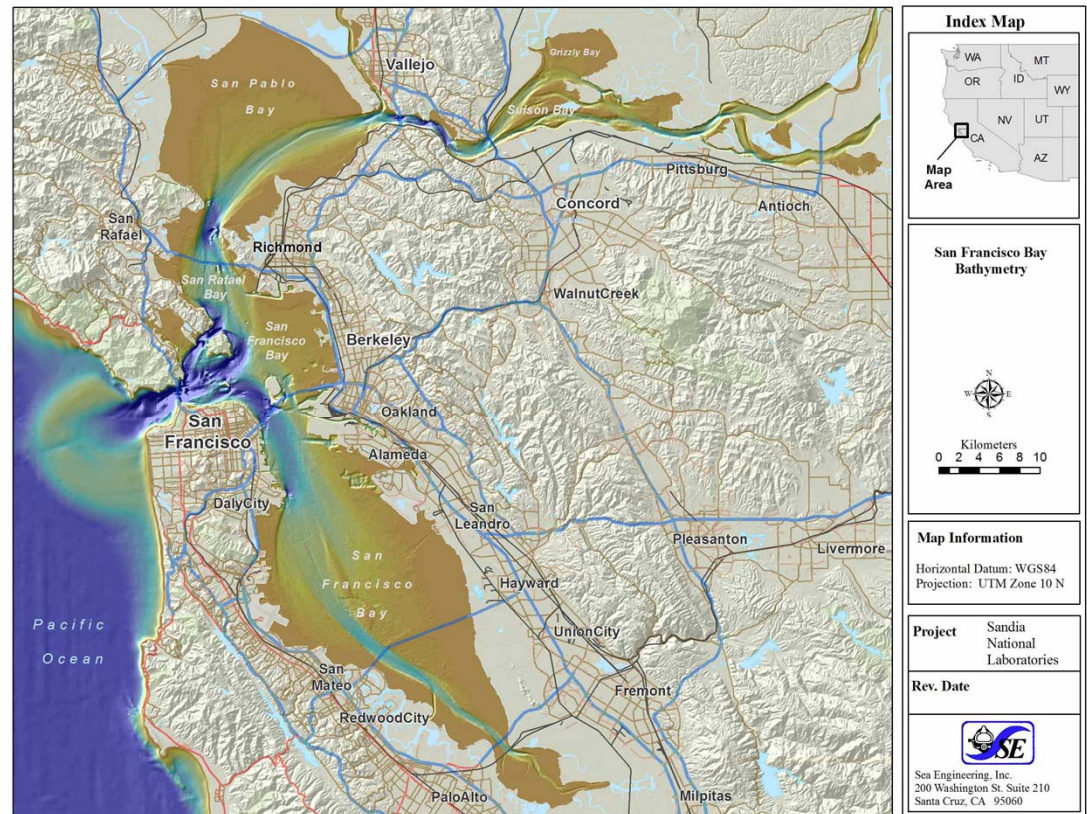 San Pablo
Bay
Vallejo
Grizzly Bay
Suison Bay
Pittsburg
Antioch
Concord
San
Rafael
Richmond
San Rafael
Bay
WalnutCreek
San
Francisco
Bay
Berkeley
San
Francisco
Oakland
Alameda
DalyCity
San
Leandro
Pleasanton
Livermore
San
Francisco
Bay
Hayward
UnionCity
Pacific
Ocean
San
Mateo
Fremont
RedwoodCity
PaloAlto
Milpitas
Index Map
WA
MT
OR
ID
WY
NV
UT
CA
AZ
Map
Area
San Francisco Bay
Bathymetry
N
W E
S
Kilometers
0 2 4 6 8 10
Map Information
Horizontal Datum: WGS84
Projection: UTM Zone 10 N
Project Sandia
National
Laboratories
Rev. Date
SE
Sea Engineering, Inc.
200 Washington St. Suite 210
Santa Cruz, CA 95060